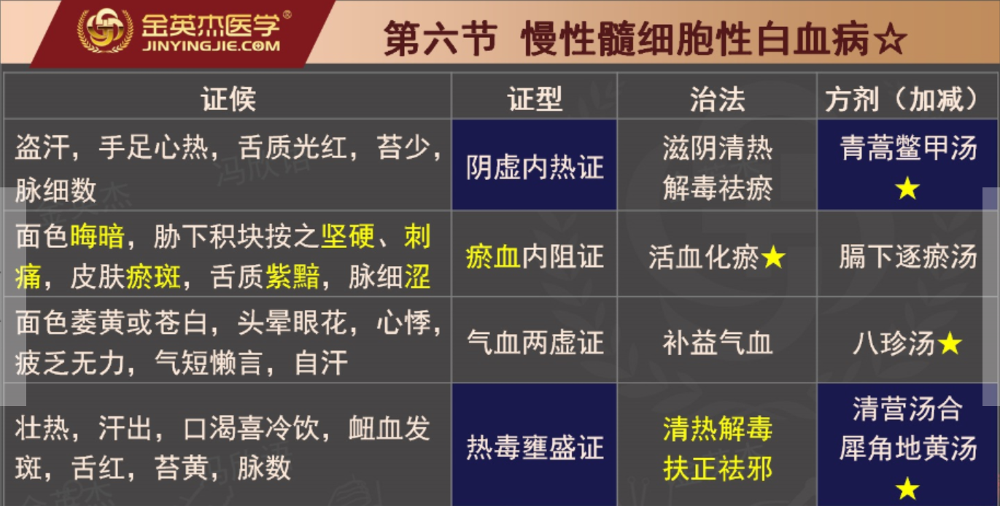 金英杰医学®
JINYINGJIE.COM
第六节 慢性髓细胞性白血病☆
证候 证型 治法 方剂（加减）
盗汗，手足心热，舌质光红，苔少，
脉细数
阴虚内热证
滋阴清热
解毒祛瘀
青蒿鳖甲汤
★
面色晦暗，胁下积块按之坚硬、刺
痛，皮肤瘀斑，舌质紫黯，脉细涩
瘀血内阻证
活血化瘀★
膈下逐瘀汤
面色萎黄或苍白，头晕眼花，心悸，
疲乏无力，气短懒言，自汗
气血两虚证
补益气血
八珍汤★
壮热，汗出，口渴喜冷饮，衄血发
斑，舌红，苔黄，脉数
热毒壅盛证
清热解毒
扶正祛邪
清营汤合
犀角地黄汤
★
金英杰
冯欣语
金英杰